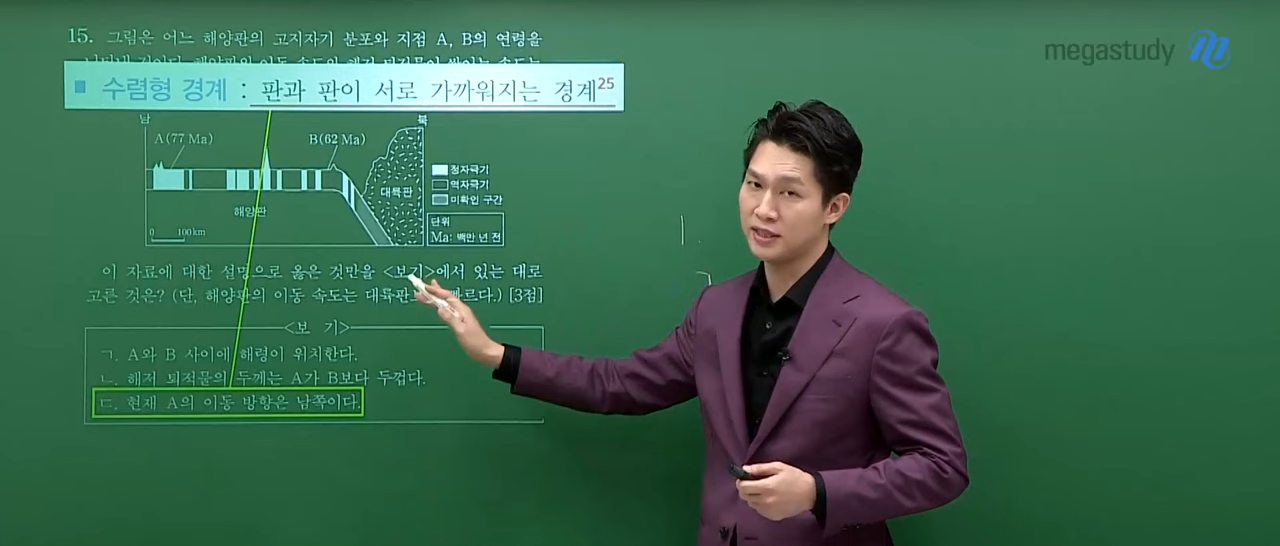 15. 그림은 어느 해양판의 고지자기 분포와 지점 A, B의 연령을
megastudy
■ 수렴형 경계 : 판과 판이 서로 가까워지는 경계25
남
북
A(77 Ma)
B(62 Ma)
정자극기
역자극기
미확인 구간
대륙판
해양판
단위
Ma: 백만 년 전
0 100km
이 자료에 대한 설명으로 옳은 것만을 <보기>에서 있는 대로
고른 것은? (단, 해양판의 이동 속도는 대륙판 빠르다.) [3점]
<보 기>
ㄱ. A와 B 사이에 해령이 위치한다.
ㄴ. 해저 퇴적물의 두께는 A가 B보다 두껍다.
ㄷ. 현재 A의 이동 방향은 남쪽이다.